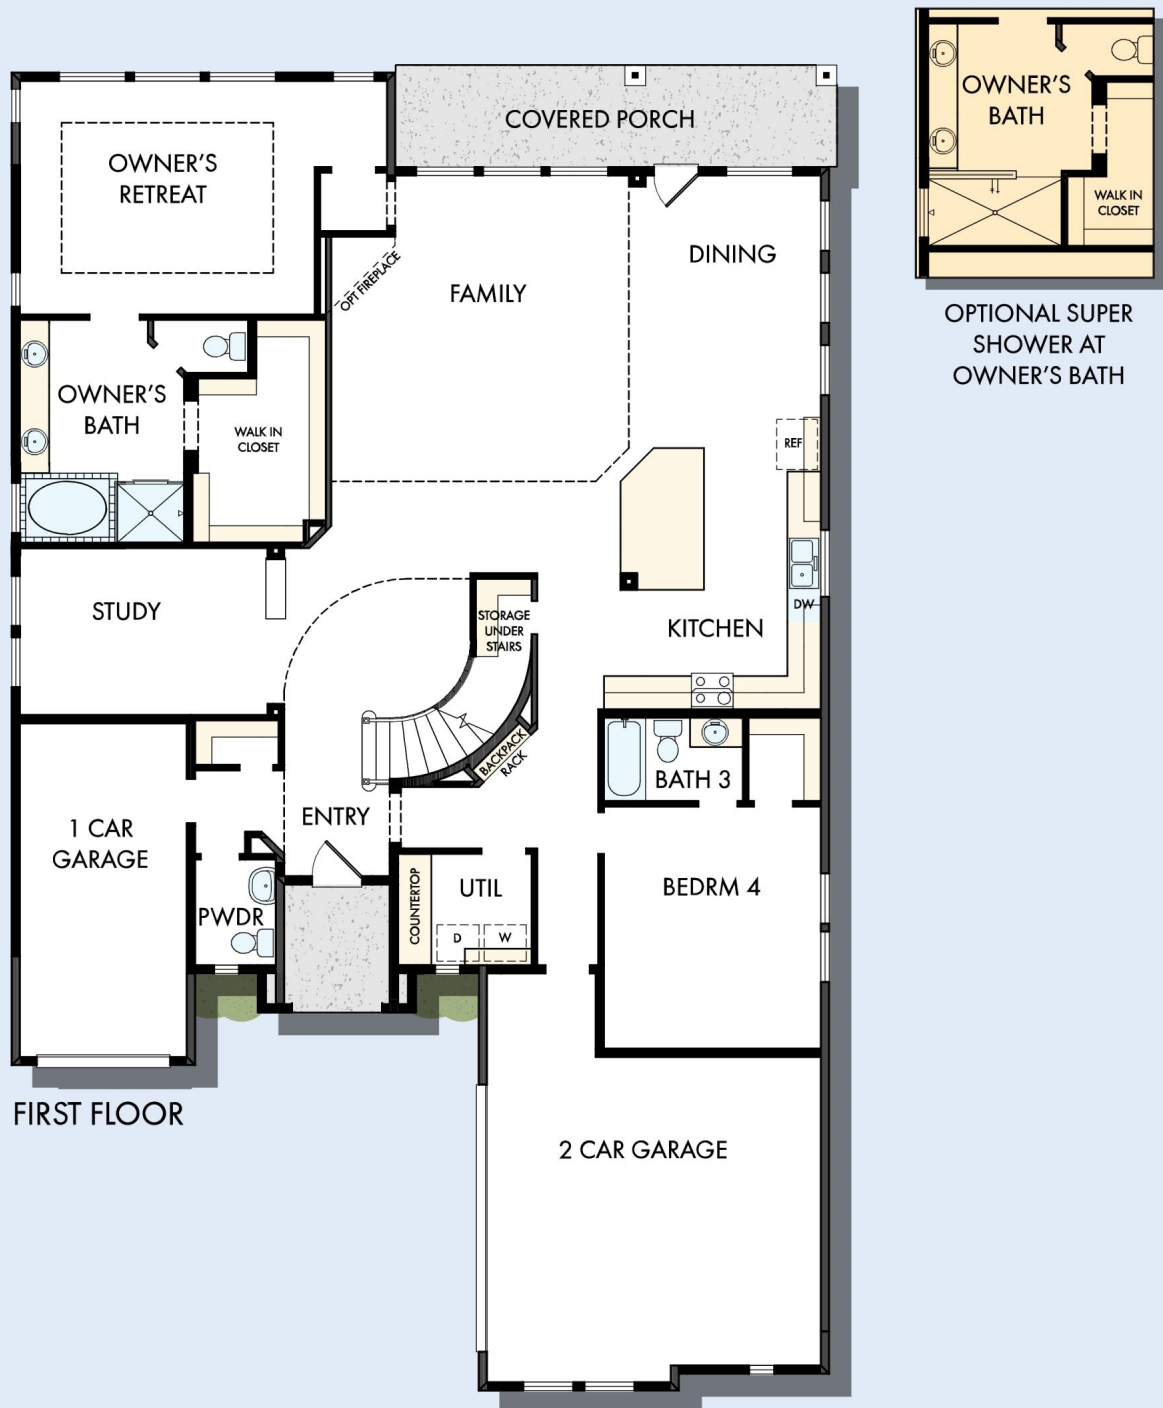 COVERED PORCH
OWNER'S
RETREAT
OWNER'S
BATH
WALK IN
CLOSET
OPTIONAL SUPER
SHOWER AT
OWNER'S BATH
DINING
FAMILY
OPT FIREPLACE
OWNER'S
BATH
WALK IN
CLOSET
REF
STUDY
STORAGE
UNDER
STAIRS
DW
KITCHEN
BACKPACK
RACK
BATH 3
ENTRY
1 CAR
GARAGE
COUNTERTOP
UTIL
BEDRM 4
PWDR
D
W
FIRST FLOOR
2 CAR GARAGE